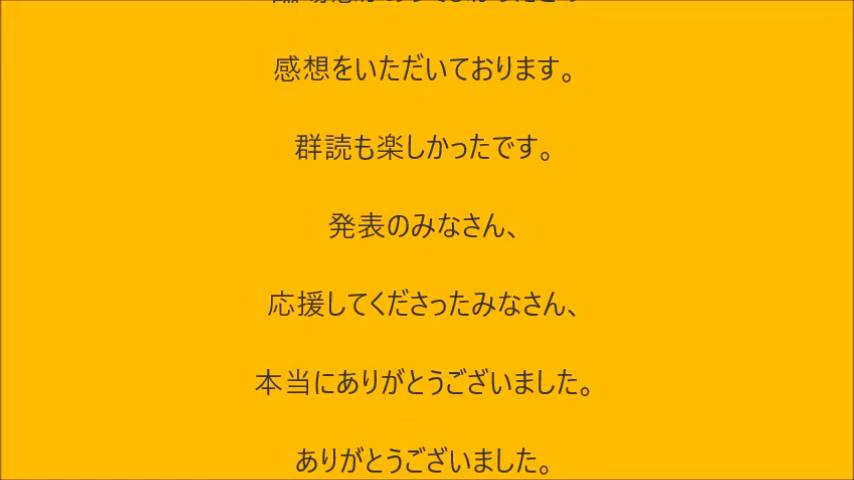 感想をいただいております。
群読も楽しかったです。
発表のみなさん、
応援してくださったみなさん、
本当にありがとうございました。
ありがとうございました。